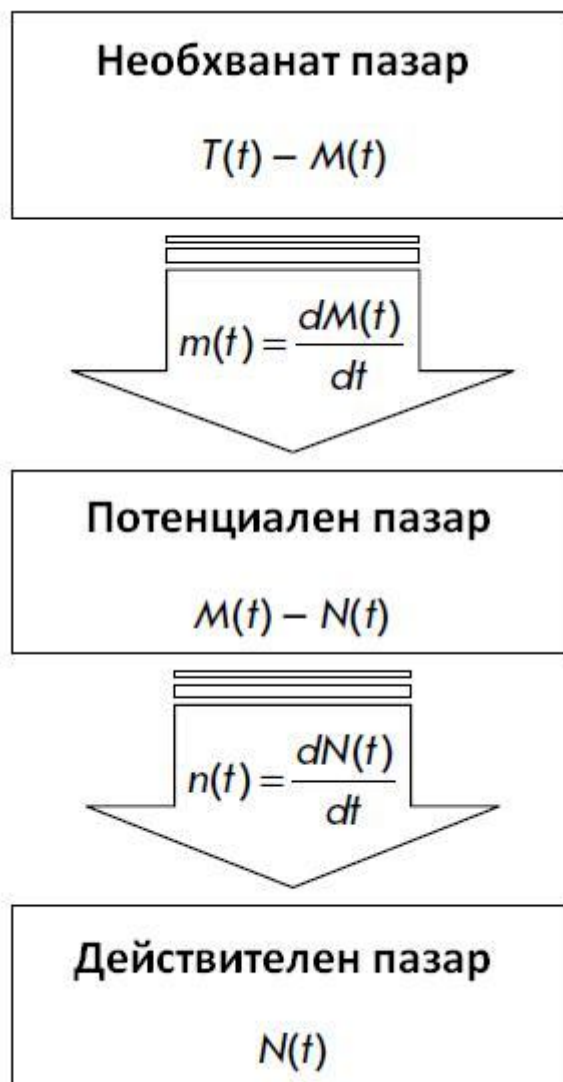 Необхванат пазар
T(t) – M(t)
m(t) = dM(t)/dt
Потенциален пазар
M(t) – N(t)
n(t) = dN(t)/dt
Действителен пазар
N(t)